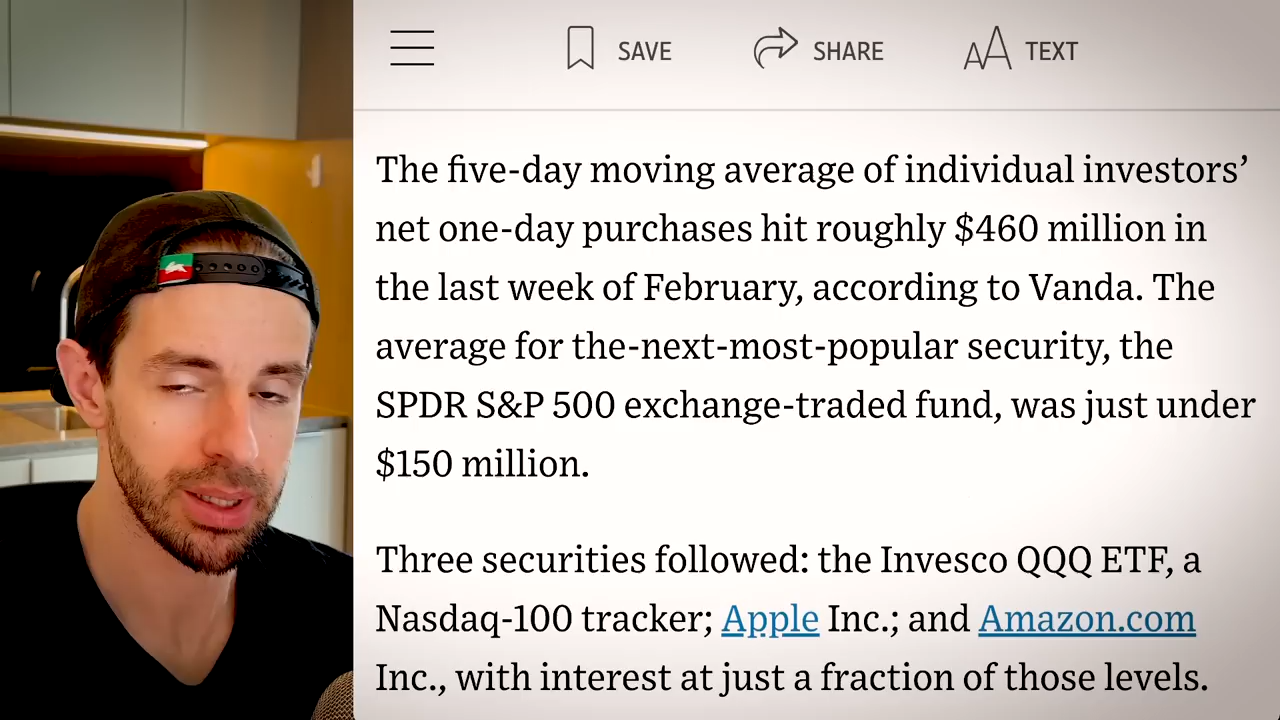 SAVE
SHARE
AA TEXT
The five-day moving average of individual investors’
net one-day purchases hit roughly $460 million in
the last week of February, according to Vanda. The
average for the-next-most-popular security, the
SPDR S&P 500 exchange-traded fund, was just under
$150 million.
Three securities followed: the Invesco QQQ ETF, a
Nasdaq-100 tracker; Apple Inc.; and Amazon.com
Inc., with interest at just a fraction of those levels.